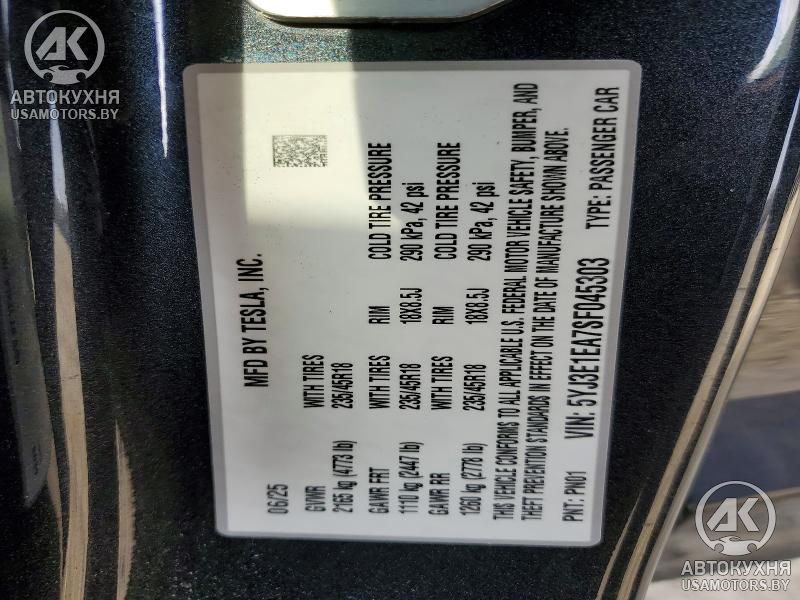 AK
АВТОКУХНЯ
USAMOTORS.BY
MFD BY TESLA, INC.
06/25
GVWR WITH TIRES
2165 kg (4773 lb) 235/45R18
GAWR FRT WITH TIRES RIM COLD TIRE PRESSURE
1110 kg (2447 lb) 235/45R18 18X8.5J 290 kPa, 42 psi
GAWR RR WITH TIRES RIM COLD TIRE PRESSURE
1260 kg (2778 lb) 235/45R18 18X8.5J 290 kPa, 42 psi
THIS VEHICLE CONFORMS TO ALL APPLICABLE U.S. FEDERAL MOTOR VEHICLE SAFETY, BUMPER, AND
THEFT PREVENTION STANDARDS IN EFFECT ON THE DATE OF MANUFACTURE SHOWN ABOVE.
PNT: PN01 VIN: 5YJ3E1EA7SF045303 TYPE: PASSENGER CAR
AK
АВТОКУХНЯ
USAMOTORS.BY